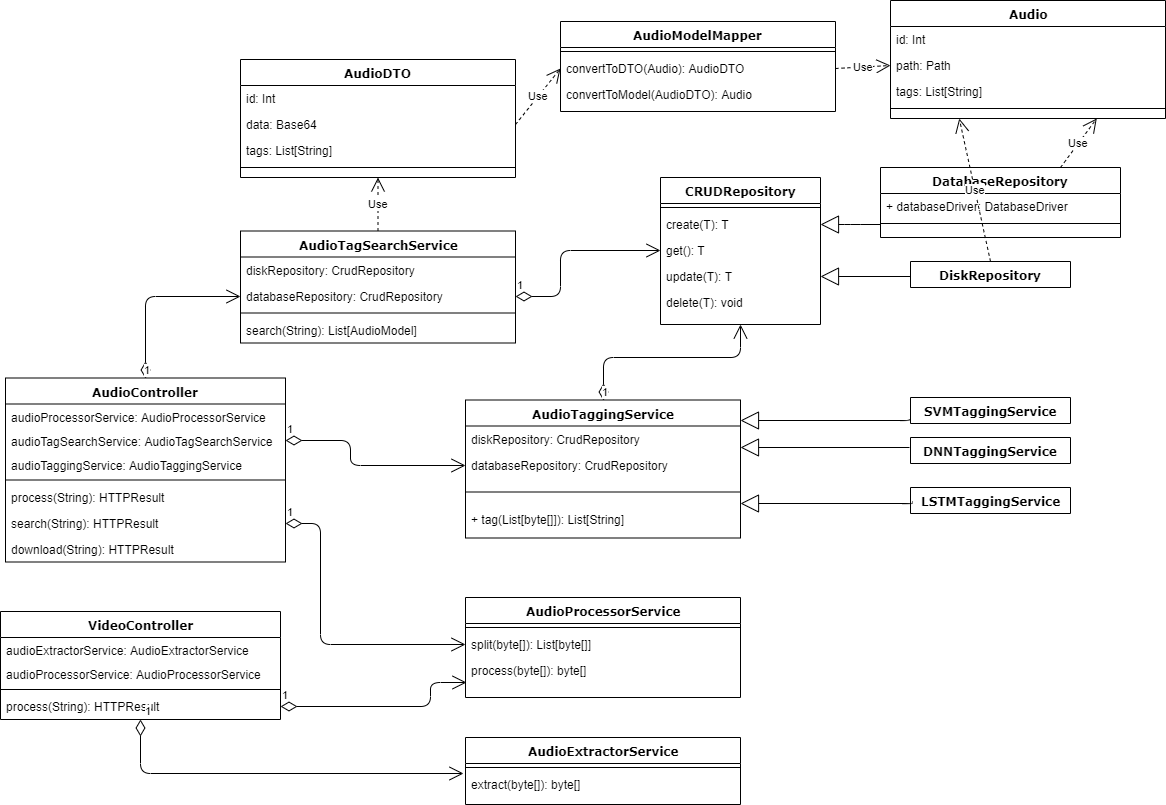 Audio
id: Int
path: Path
tags: List[String]
AudioModelMapper
convertToDTO(Audio): AudioDTO
convertToModel(AudioDTO): Audio
Use
AudioDTO
id: Int
data: Base64
tags: List[String]
Use
Use
Use
DatabaseRepository
+ databaseDriver: DatabaseDriver
Use
DiskRepository
CRUDRepository
create(T): T
get(): T
update(T): T
delete(T): void
AudioTagSearchService
diskRepository: CrudRepository
databaseRepository: CrudRepository
search(String): List[AudioModel]
1
1
AudioController
audioProcessorService: AudioProcessorService
audioTagSearchService: AudioTagSearchService
audioTaggingService: AudioTaggingService
process(String): HTTPResult
search(String): HTTPResult
download(String): HTTPResult
1
1
1
AudioTaggingService
diskRepository: CrudRepository
databaseRepository: CrudRepository
+ tag(List[byte[]]): List[String]
SVMTaggingService
DNNTaggingService
LSTMTaggingService
VideoController
audioExtractorService: AudioExtractorService
audioProcessorService: AudioProcessorService
process(String): HTTPResult
1
1
AudioProcessorService
split(byte[]): List[byte[]]
process(byte[]): byte[]
AudioExtractorService
extract(byte[]): byte[]